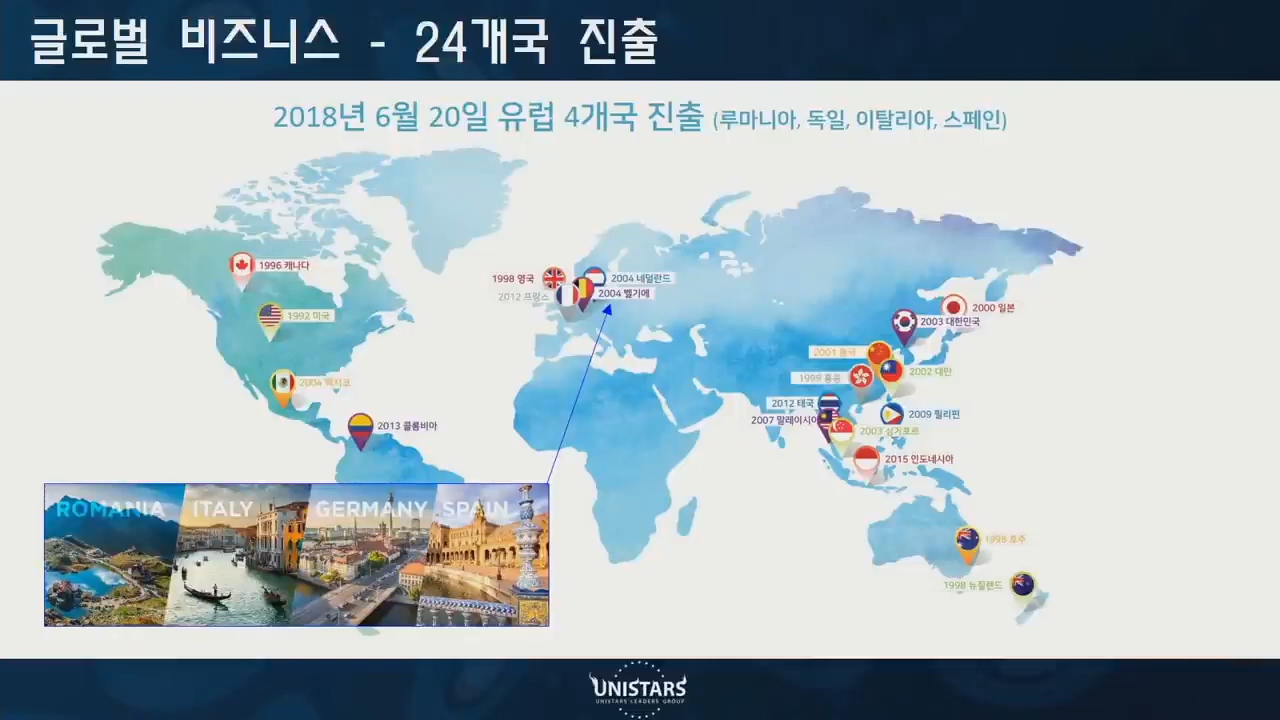 글로벌 비즈니스 - 24개국 진출
2018년 6월 20일 유럽 4개국 진출 (루마니아, 독일, 이탈리아, 스페인)
1996 캐나다
1992 미국
2004 멕시코
2013 콜롬비아
1998 영국
2004 네덜란드
2012 프랑스
2004 벨기에
2000 일본
2003 대한민국
2001 중국
1999 홍콩
2002 대만
2012 태국
2009 필리핀
2007 말레이시아
2003 싱가포르
2015 인도네시아
1998 호주
1998 뉴질랜드
ROMANIA ITALY GERMANY SPAIN
UNISTARS
UNISTARS LEADERS GROUP